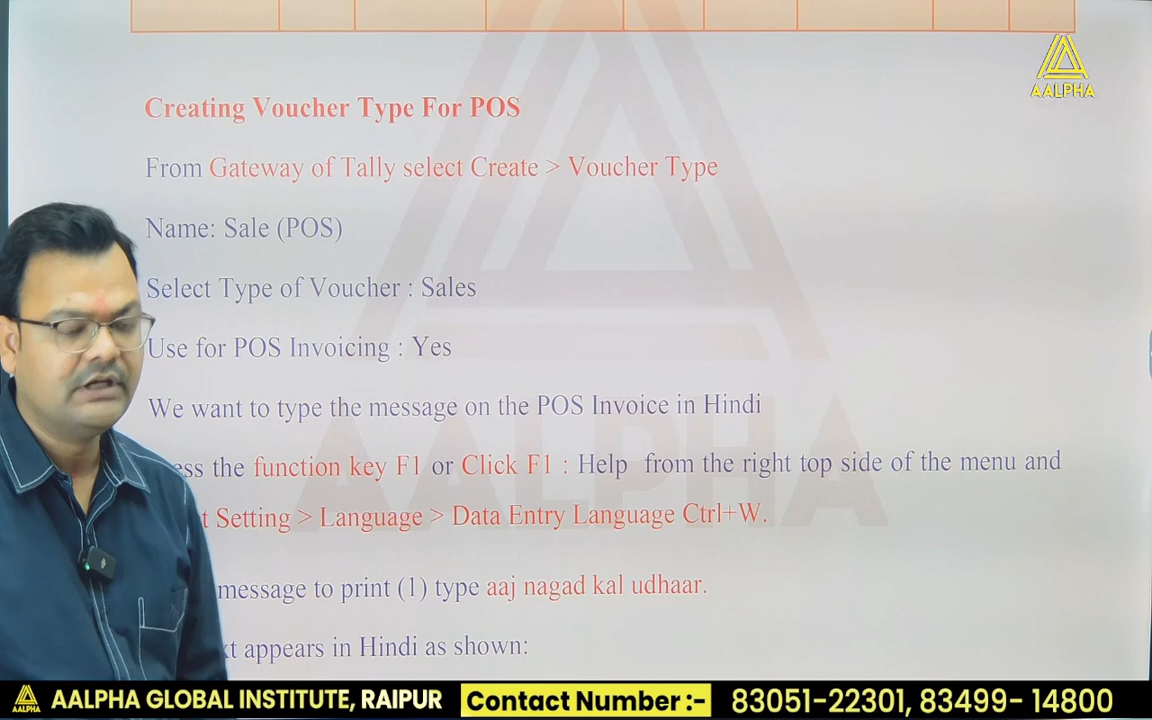 AALPHA
Creating Voucher Type For POS
From Gateway of Tally select Create > Voucher Type
Name: Sale (POS)
Select Type of Voucher : Sales
Use for POS Invoicing : Yes
We want to type the message on the POS Invoice in Hindi
the function key F1 or Click F1 : Help from the right top side of the menu and
Setting > Language > Data Entry Language Ctrl+W.
message to print (1) type aaj nagad kal udhaar.
appears in Hindi as shown:
AALPHA
AALPHA GLOBAL INSTITUTE, RAIPUR Contact Number :- 83051-22301, 83499- 14800